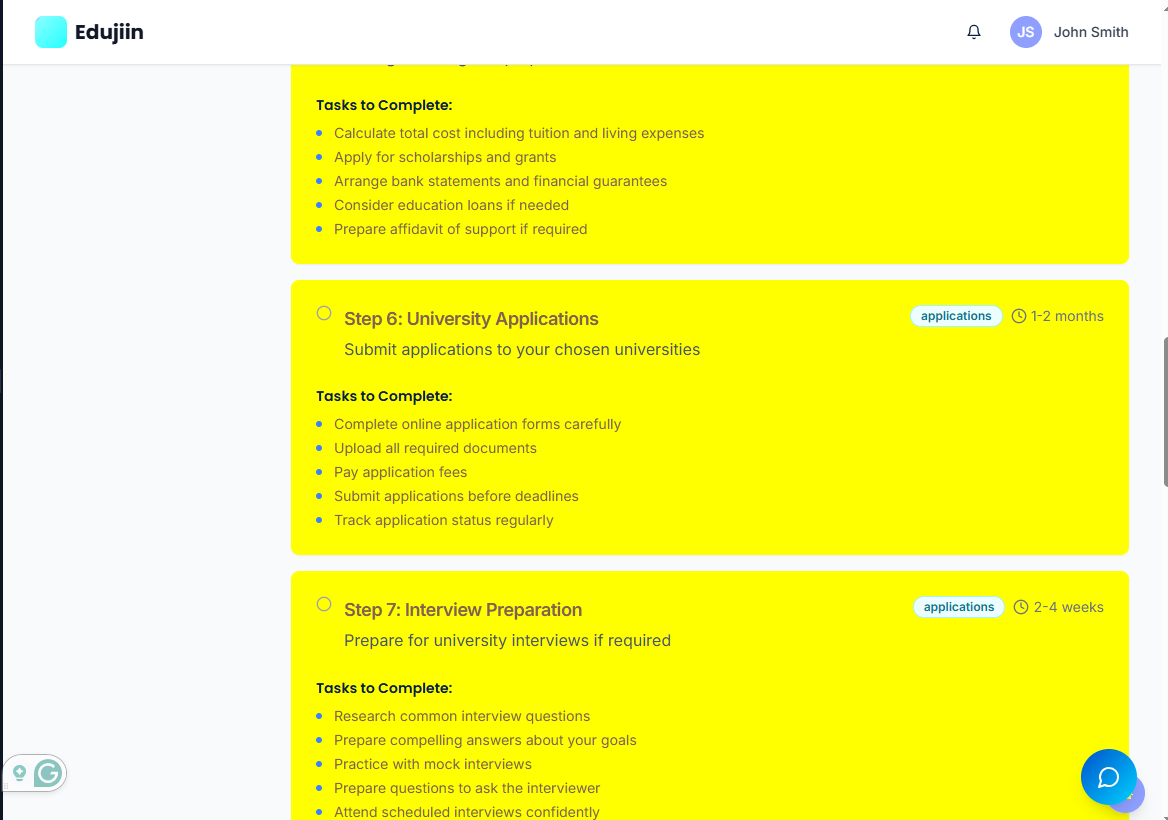 Edujiin
JS
John Smith
Tasks to Complete:
Calculate total cost including tuition and living expenses
Apply for scholarships and grants
Arrange bank statements and financial guarantees
Consider education loans if needed
Prepare affidavit of support if required
Step 6: University Applications
applications
1-2 months
Submit applications to your chosen universities
Tasks to Complete:
Complete online application forms carefully
Upload all required documents
Pay application fees
Submit applications before deadlines
Track application status regularly
Step 7: Interview Preparation
applications
2-4 weeks
Prepare for university interviews if required
Tasks to Complete:
Research common interview questions
Prepare compelling answers about your goals
Practice with mock interviews
Prepare questions to ask the interviewer
Attend scheduled interviews confidently